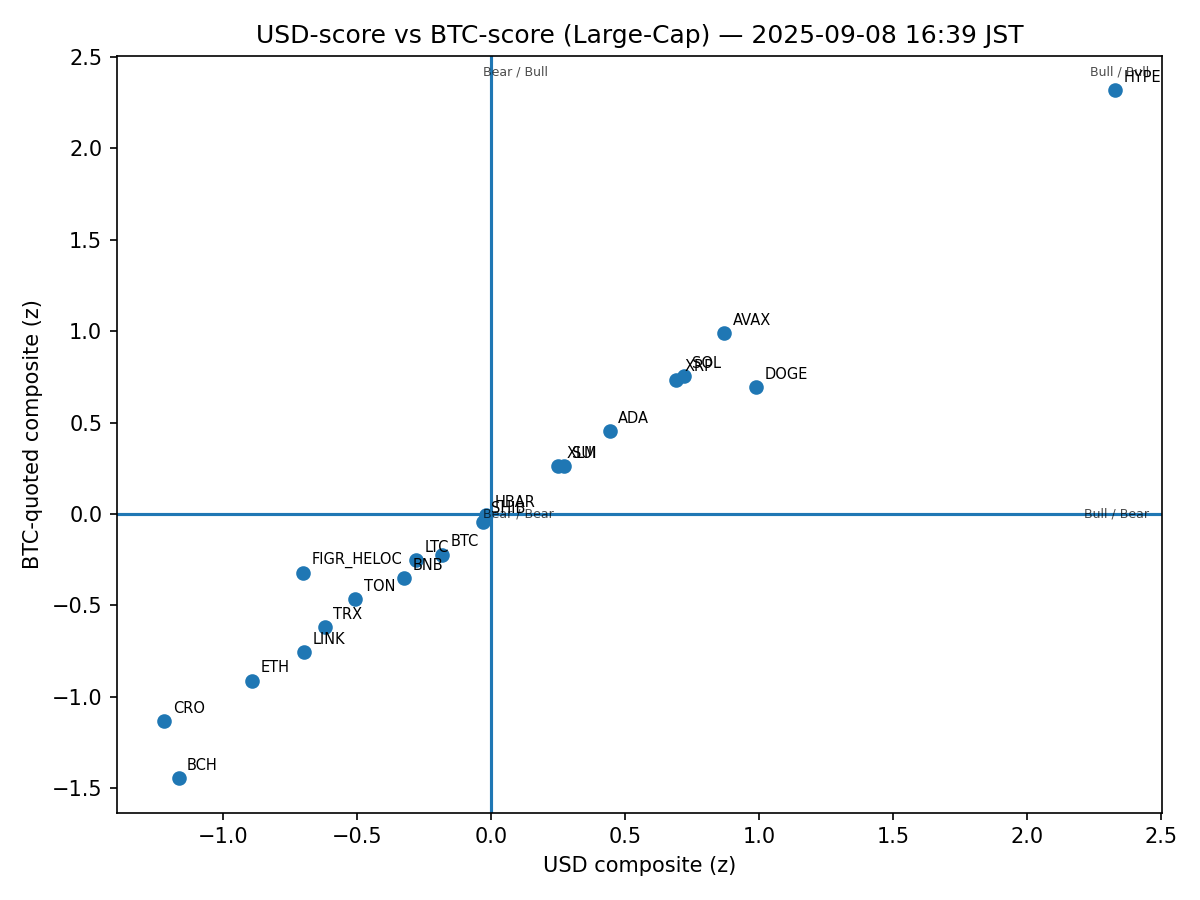 USD-score vs BTC-score (Large-Cap) — 2025-09-08 16:39 JST
2.5
2.0
1.5
1.0
0.5
0.0
−0.5
−1.0
−1.5
BTC-quoted composite (z)
Bear / Bull
Bull / Bull
HYPE
AVAX
SOL
XRP
DOGE
ADA
XLM
SUI
HBAR
SHIB
Bear / Bear
Bull / Bear
BTC
LTC
BNB
FIGR_HELOC
TON
TRX
LINK
ETH
CRO
BCH
−1.0
−0.5
0.0
0.5
1.0
1.5
2.0
2.5
USD composite (z)